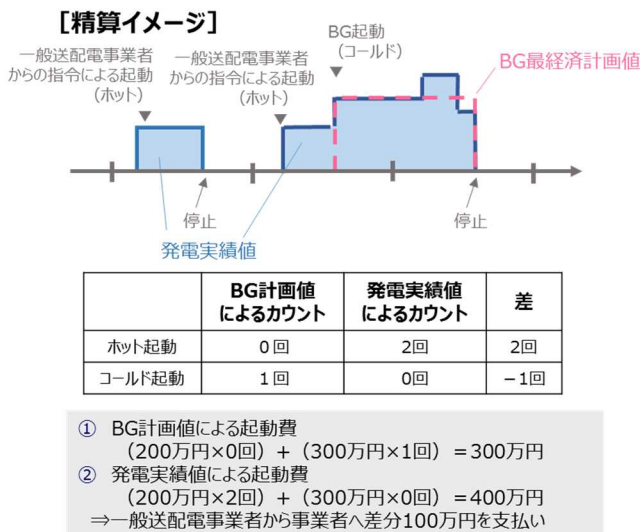 ［精算イメージ］
一般送配電事業者
からの指令による起動
（ホット）
一般送配電事業者
からの指令による起動
（ホット）
BG起動
（コールド）
BG最経済計画値
停止
停止
発電実績値
BG計画値
によるカウント
発電実績値
によるカウント
差
ホット起動 ０回 2回 2回
コールド起動 １回 0回 －1回
① BG計画値による起動費
（200万円×0回）＋（300万円×1回）＝300万円
② 発電実績値による起動費
（200万円×2回）＋（300万円×0回）＝400万円
⇒一般送配電事業者から事業者へ差分100万円を支払い